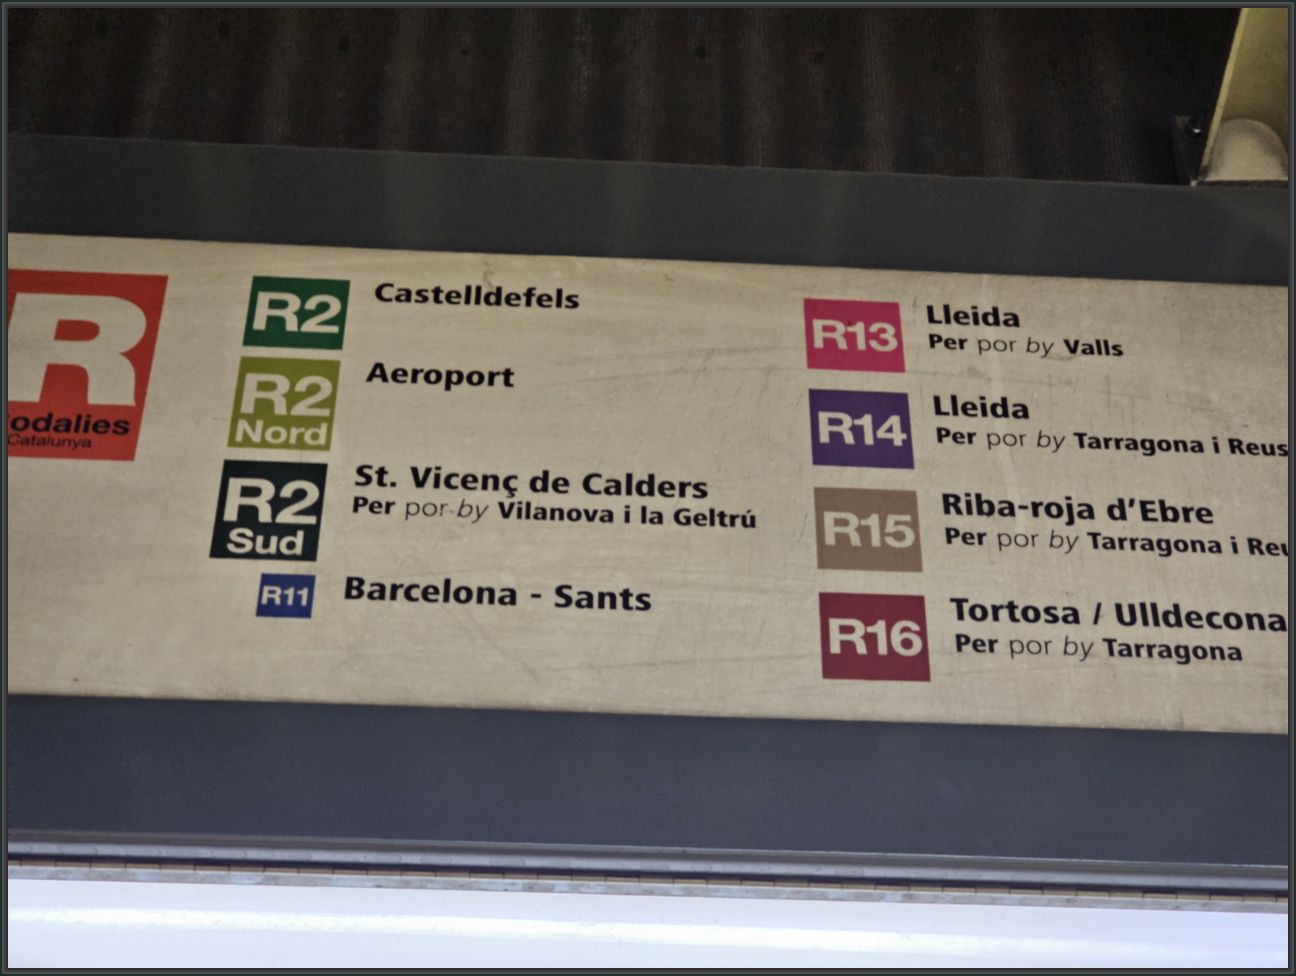 R
odalies
Catalunya
R2 Castelldefels
R2 Nord Aeroport
R2 Sud St. Vicenç de Calders
Per por by Vilanova i la Geltrú
R11 Barcelona - Sants
R13 Lleida
Per por by Valls
R14 Lleida
Per por by Tarragona i Reus
R15 Riba-roja d'Ebre
Per por by Tarragona i Reu
R16 Tortosa / Ulldecona
Per por by Tarragona